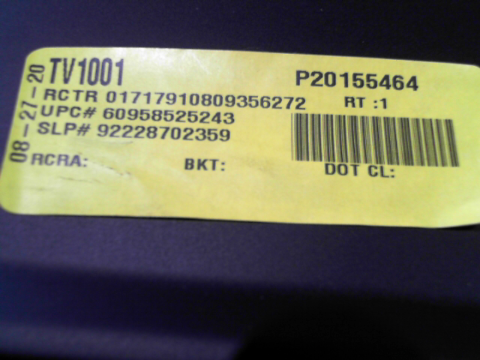 08-27-20
TV1001 P20155464
RCTR 01717910809356272 RT :1
UPC# 60958525243
SLP# 92228702359
RCRA: BKT: DOT CL: